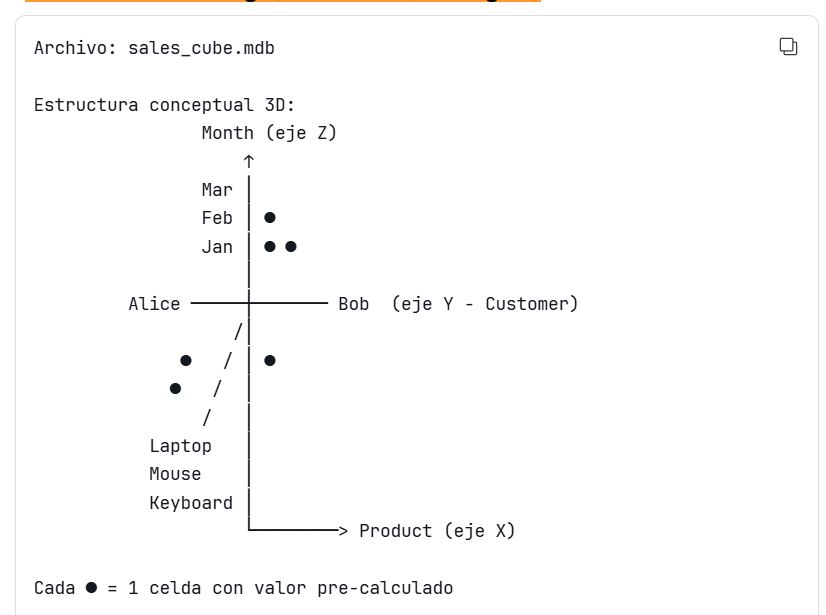 Archivo: sales_cube.mdb
Estructura conceptual 3D:
Month (eje Z)
↑
Mar │
Feb │ ●
Jan │ ● ●
│
Alice ──────┼─────── Bob  (eje Y - Customer)
/│
●   / │ ●
●   /  │
/   │
Laptop   │
Mouse    │
Keyboard │
└────────> Product (eje X)
Cada ● = 1 celda con valor pre-calculado